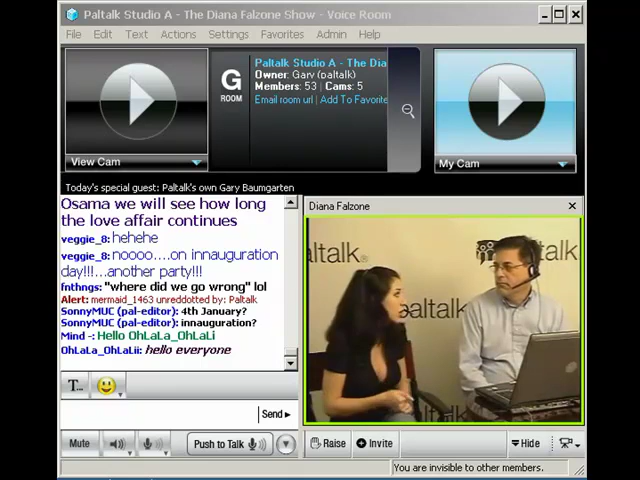 Paltalk Studio A - The Diana Falzone Show - Voice Room
File Edit Text Actions Settings Favorites Admin Help
G
ROOM
Paltalk Studio A - The Dia
Owner: Gary (paltalk)
Members: 53 | Cams: 5
Email room url | Add To Favorite
View Cam
My Cam
Today's special guest: Paltalk's own Gary Baumgarten
Osama we will see how long
the love affair continues
veggie_8: hehehe
veggie_8: noooo....on innauguration
day!!!...another party!!!
fnthngs: "where did we go wrong" lol
Alert: mermaid_1463 unreddotted by: Paltalk
SonnyMUC (pal-editor): 4th January?
SonnyMUC (pal-editor): innauguration?
Mind -: Hello OhLaLa_OhLaLi
OhLaLa_OhLaLii: hello everyone
Diana Falzone
paltalk®
paltalk
paltalk
T...
Send
Mute
Push to Talk
Raise
Invite
Hide
You are invisible to other members.